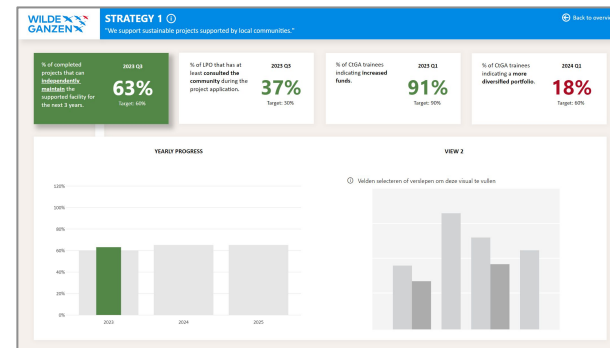 WILDE
GANZEN
STRATEGY 1
"We support sustainable projects supported by local communities."
Back to overvi
% of completed
projects that can
independently
maintain the
supported facility for
the next 3 years.
2023 Q3
63%
Target: 60%
% of LPO that has at
least consulted the
community during the
project application.
2023 Q3
37%
Target: 30%
% of CtGA trainees
indicating increased
funds.
2023 Q1
91%
Target: 90%
% of CtGA trainees
indicating a more
diversified portfolio.
2024 Q1
18%
Target: 60%
YEARLY PROGRESS
120%
100%
80%
60%
40%
20%
0%
2023
2024
2025
VIEW 2
Velden selecteren of verslepen om deze visual te vullen